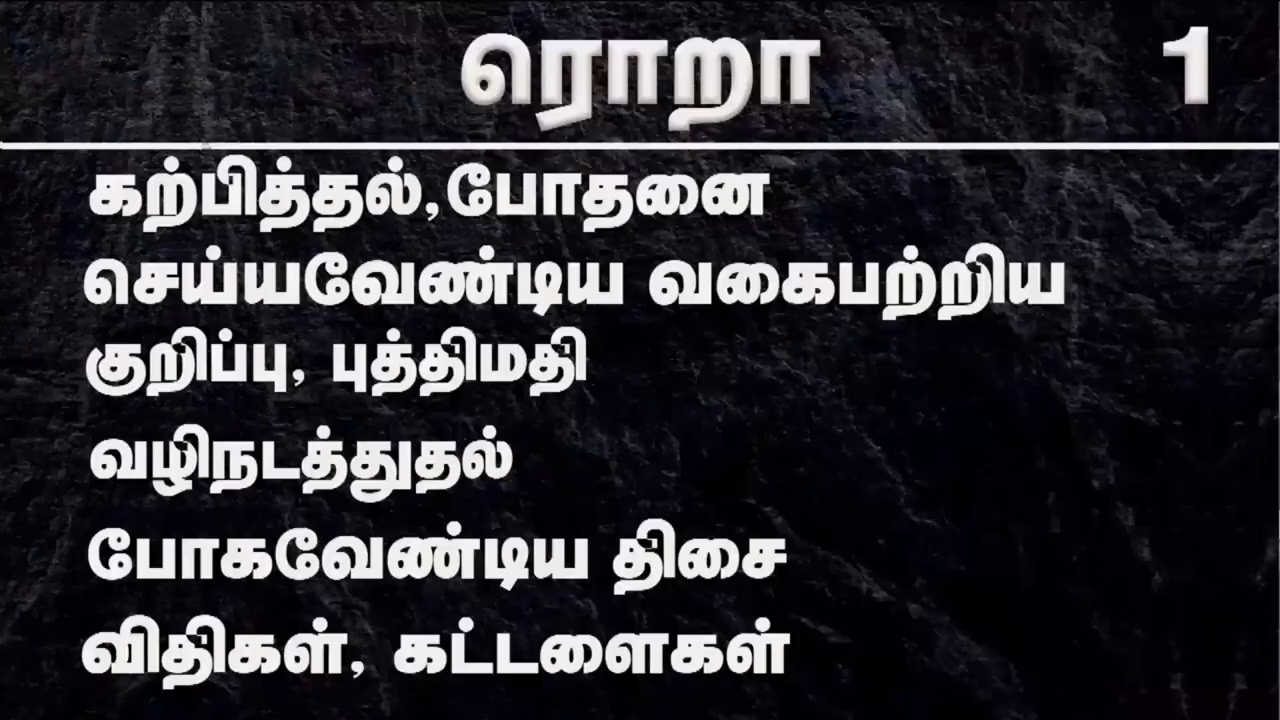 ரொறா 1
கற்பித்தல்,போதனை
செய்யவேண்டிய வகைபற்றிய
குறிப்பு, புத்திமதி
வழிநடத்துதல்
போகவேண்டிய திசை
விதிகள், கட்டளைகள்